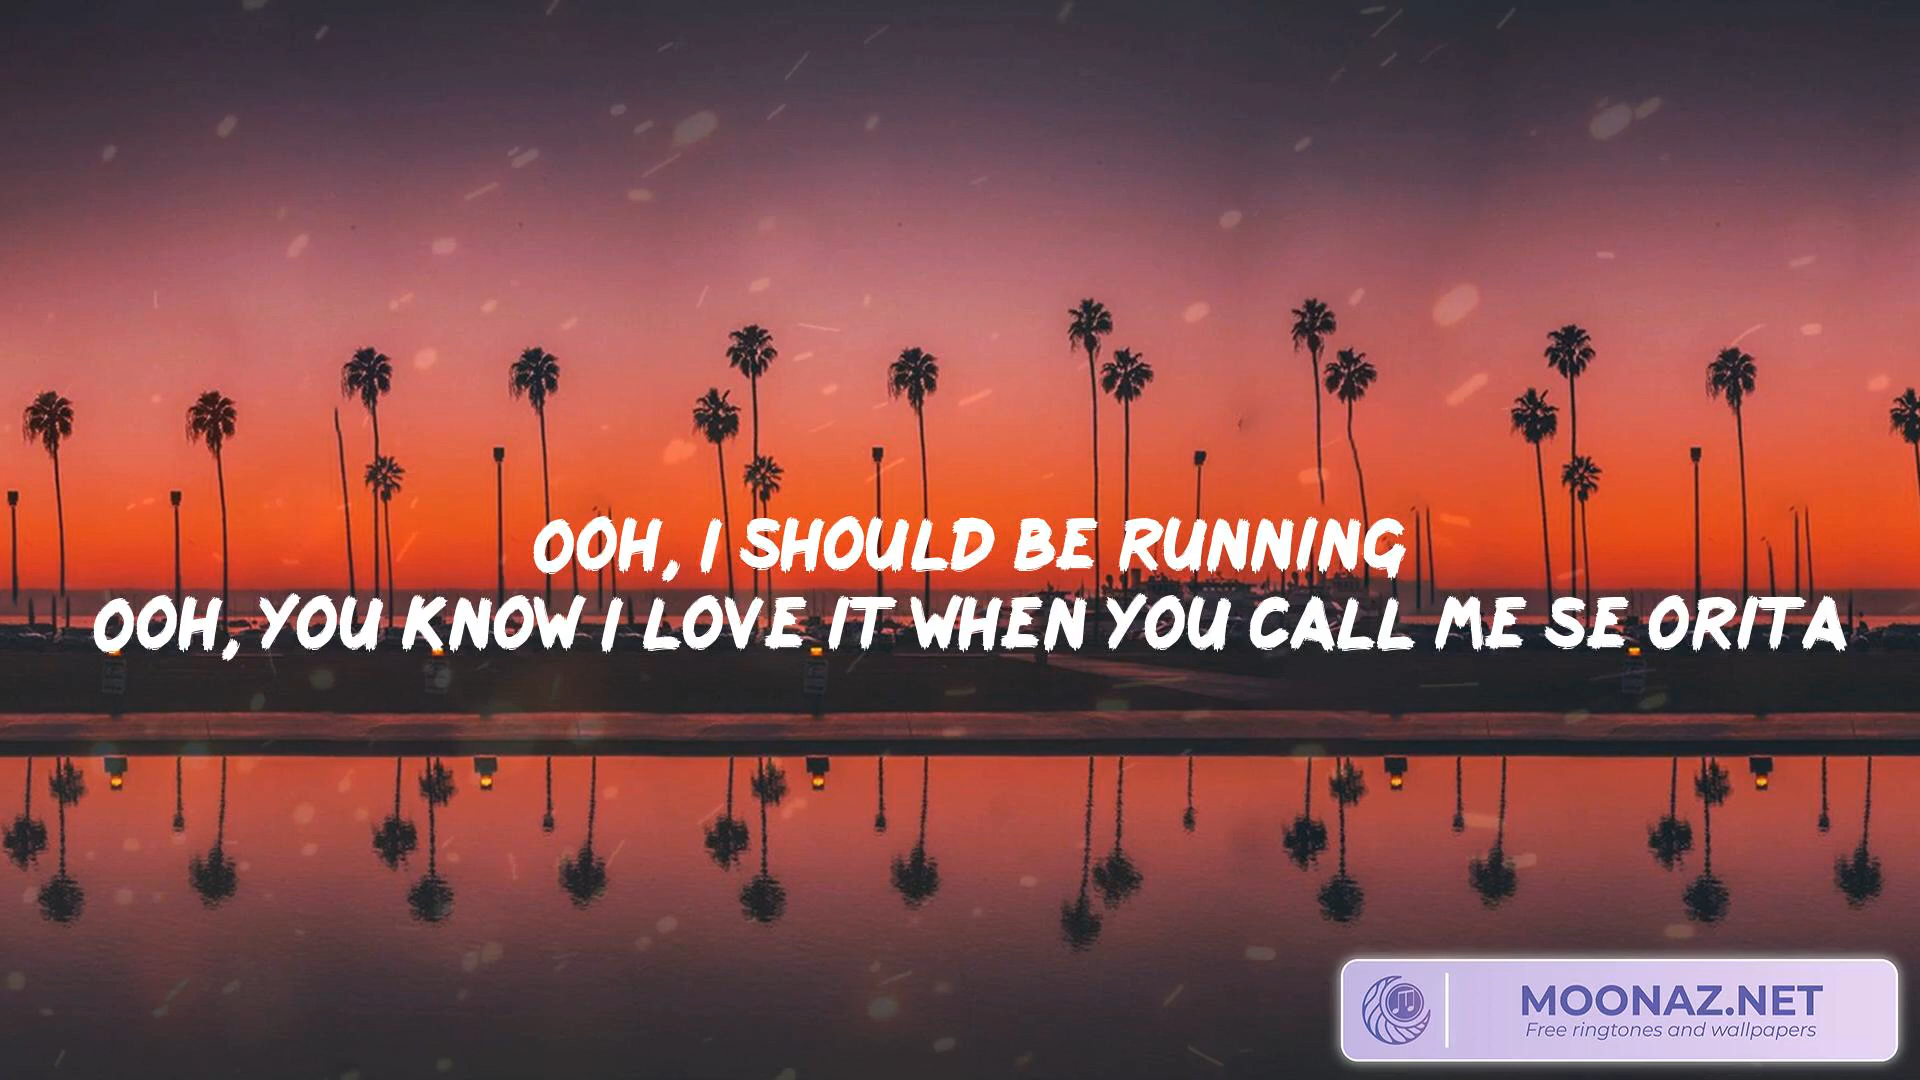 OOH, I SHOULD BE RUNNING
OOH, YOU KNOW I LOVE IT WHEN YOU CALL ME SE ORITA
MOONAZ.NET
Free ringtones and wallpapers